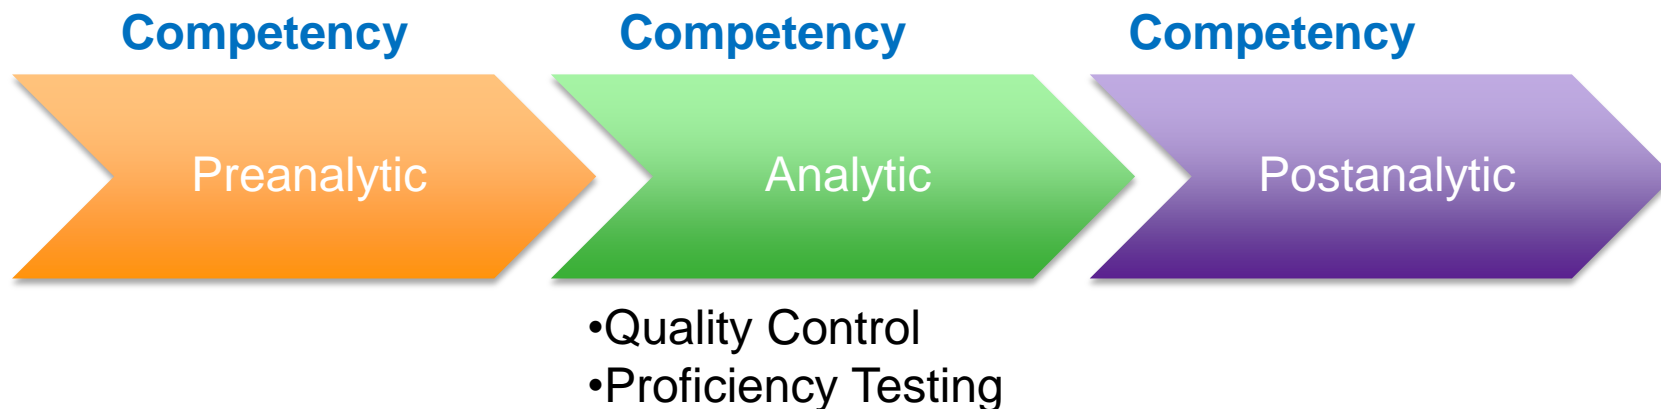 Competency Competency Competency
Preanalytic Analytic Postanalytic
•Quality Control
•Proficiency Testing